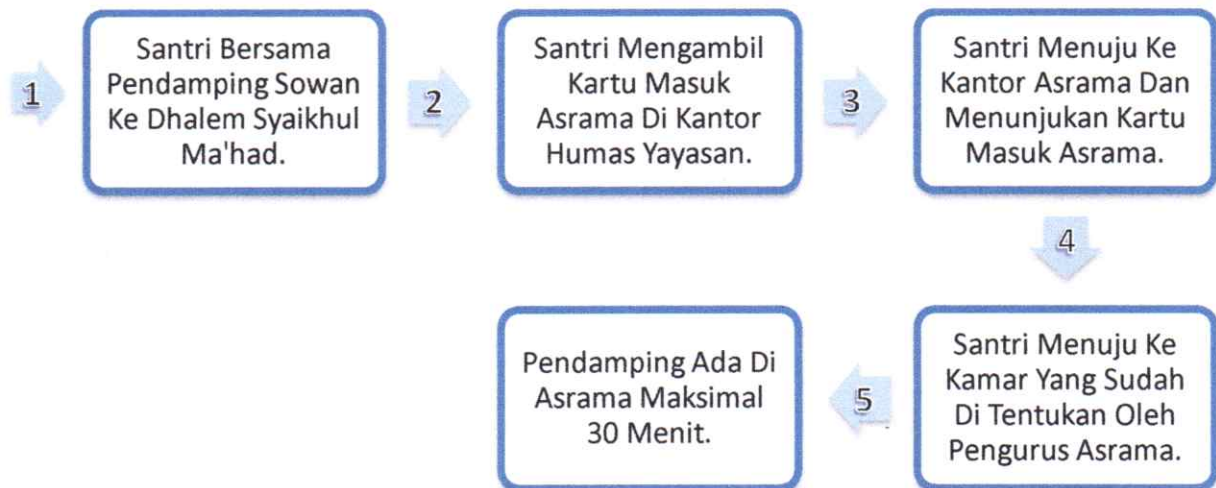 1
Santri Bersama
Pendamping Sowan
Ke Dhalem Syaikhul
Ma'had.
2
Santri Mengambil
Kartu Masuk
Asrama Di Kantor
Humas Yayasan.
3
Santri Menuju Ke
Kantor Asrama Dan
Menunjukan Kartu
Masuk Asrama.
4
Santri Menuju Ke
Kamar Yang Sudah
Di Tentukan Oleh
Pengurus Asrama.
5
Pendamping Ada Di
Asrama Maksimal
30 Menit.